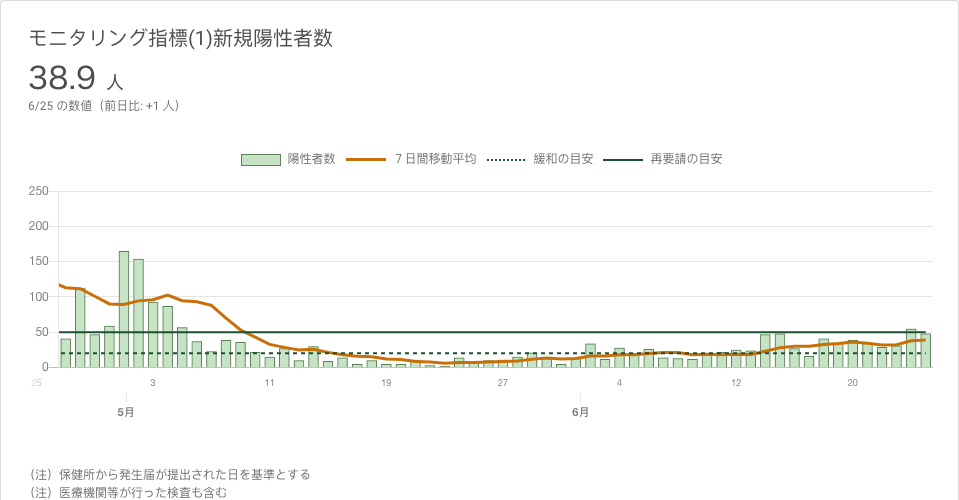 モニタリング指標(1)新規陽性者数
38.9 人
6/25 の数値（前日比: +1 人）
陽性者数 7 日間移動平均 緩和の目安 再要請の目安
250
200
150
100
50
0
25 3 11 19 27 4 12 20
5月 6月
（注）保健所から発生届が提出された日を基準とする
（注）医療機関等が行った検査も含む